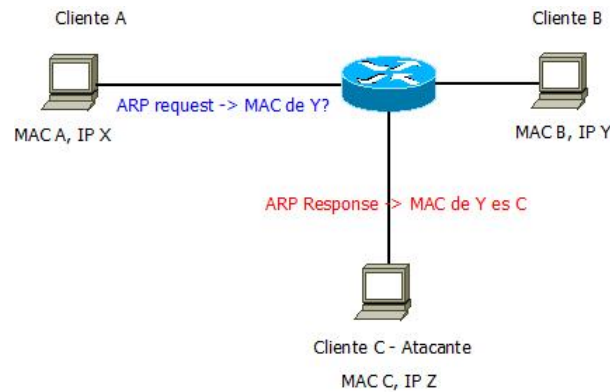 Cliente A
Cliente B
ARP request -> MAC de Y?
MAC A, IP X
MAC B, IP Y
ARP Response -> MAC de Y es C
Cliente C - Atacante
MAC C, IP Z